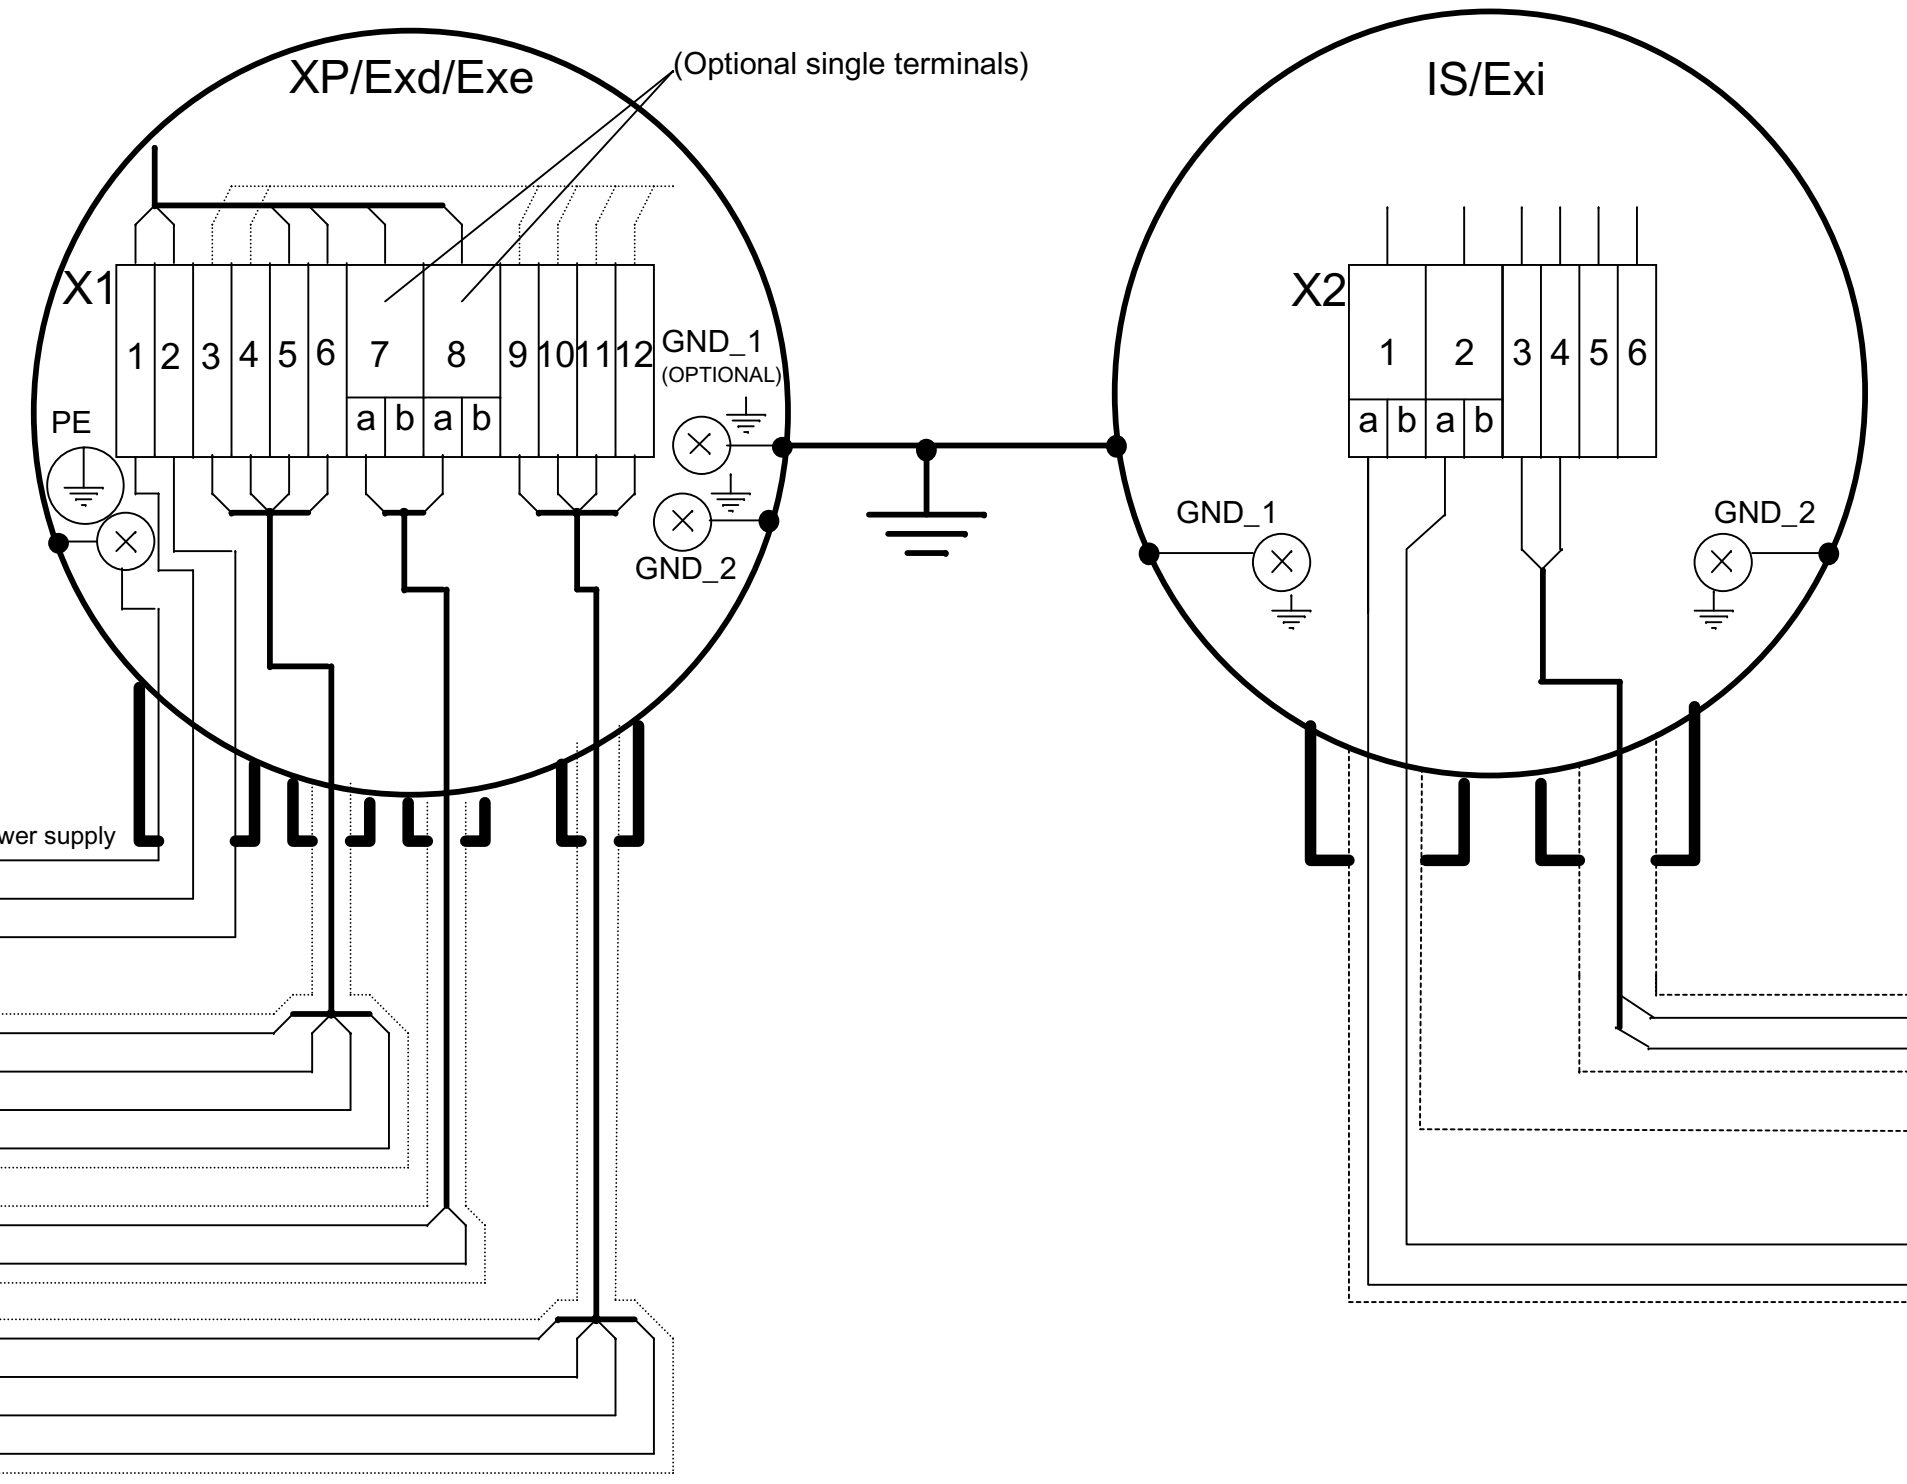 XP/Exd/Exe
(Optional single terminals)
IS/Exi
X1
1 2 3 4 5 6 7 8 9 10 11 12
a b a b
GND_1
(OPTIONAL)
PE
GND_2
X2
1 2 3 4 5 6
a b a b
GND_1
GND_2
supply